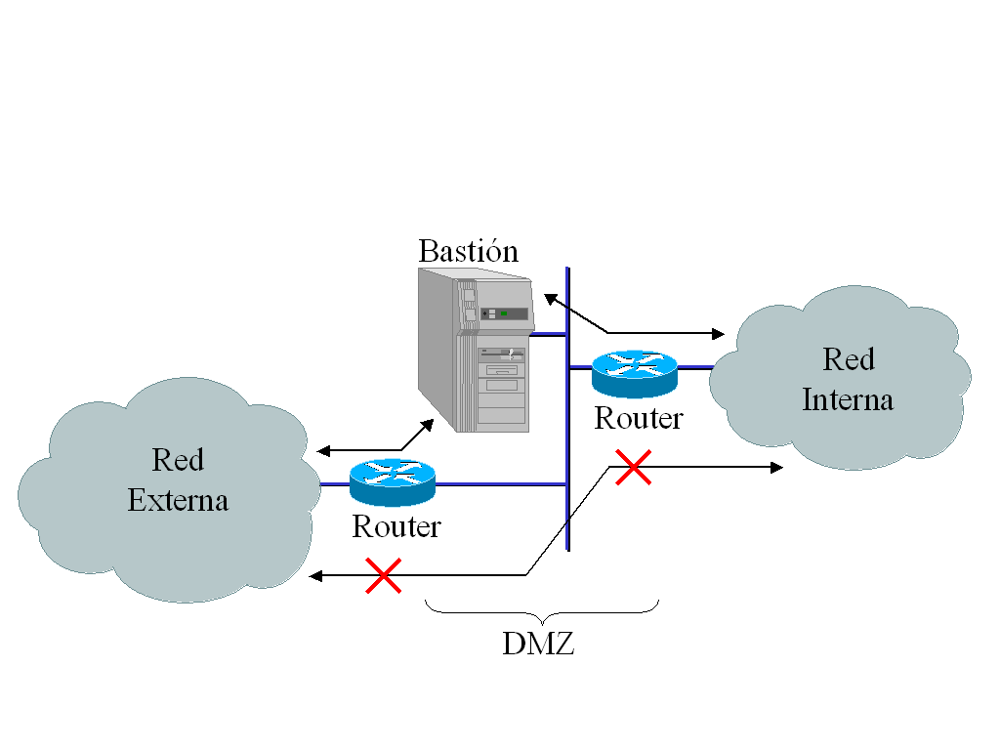 Bastión
Red
Interna
Router
Red
Externa
Router
DMZ